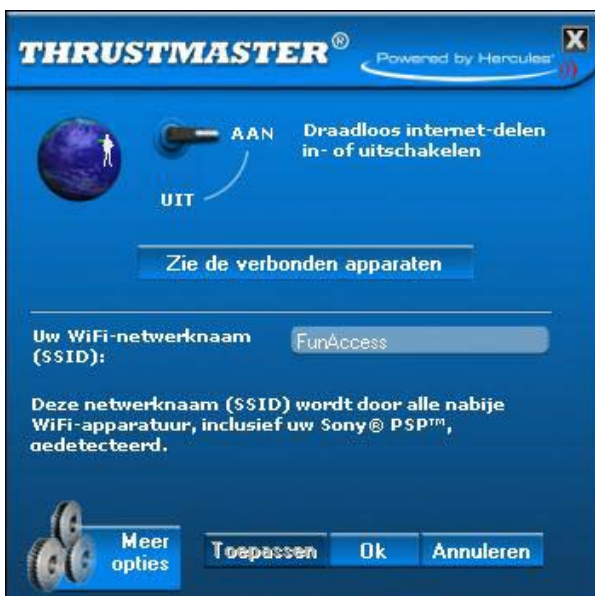 THRUSTMASTER®
Powered by Hercules
X
AAN
UIT
Draadloos internet-delen
in- of uitschakelen
Zie de verbonden apparaten
Uw WiFi-netwerknaam
(SSID):
FunAccess
Deze netwerknaam (SSID) wordt door alle nabije
WiFi-apparatuur, inclusief uw Sony® PSP™,
gedetecteerd.
Meer
opties
Toepassen
Ok
Annuleren